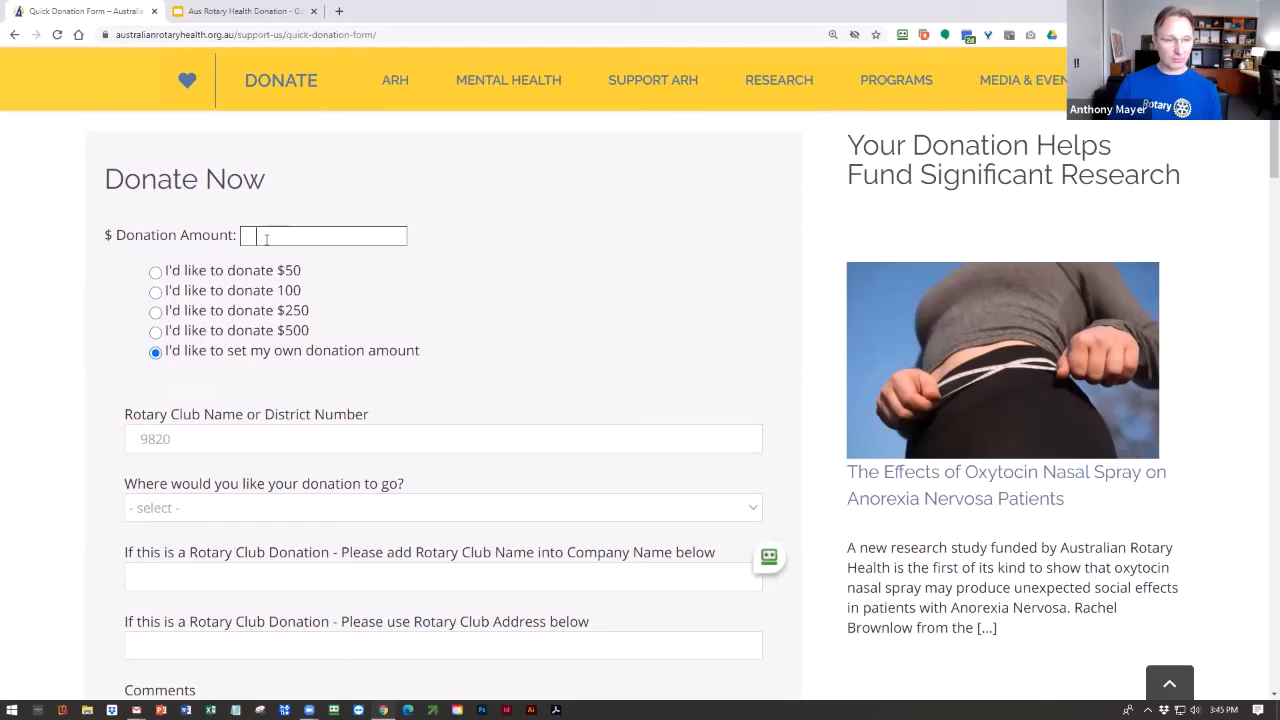 Quick Donation Form – Australia
Aus Rotary Health Donation - Go
australianrotaryhealth.org.au/support-us/quick-donation-form/
2d
DONATE
ARH
MENTAL HEALTH
SUPPORT ARH
RESEARCH
PROGRAMS
MEDIA & EVEN
Rotary
Anthony Mayer
Donate Now
$ Donation Amount:
I'd like to donate $50
I'd like to donate 100
I'd like to donate $250
I'd like to donate $500
I'd like to set my own donation amount
Rotary Club Name or District Number
9820
Where would you like your donation to go?
- select -
If this is a Rotary Club Donation - Please add Rotary Club Name into Company Name below
If this is a Rotary Club Donation - Please use Rotary Club Address below
Comments
Your Donation Helps
Fund Significant Research
The Effects of Oxytocin Nasal Spray on
Anorexia Nervosa Patients
A new research study funded by Australian Rotary
Health is the first of its kind to show that oxytocin
nasal spray may produce unexpected social effects
in patients with Anorexia Nervosa. Rachel
Brownlow from the [...]
Ps
Id
Ai
3:45 PM